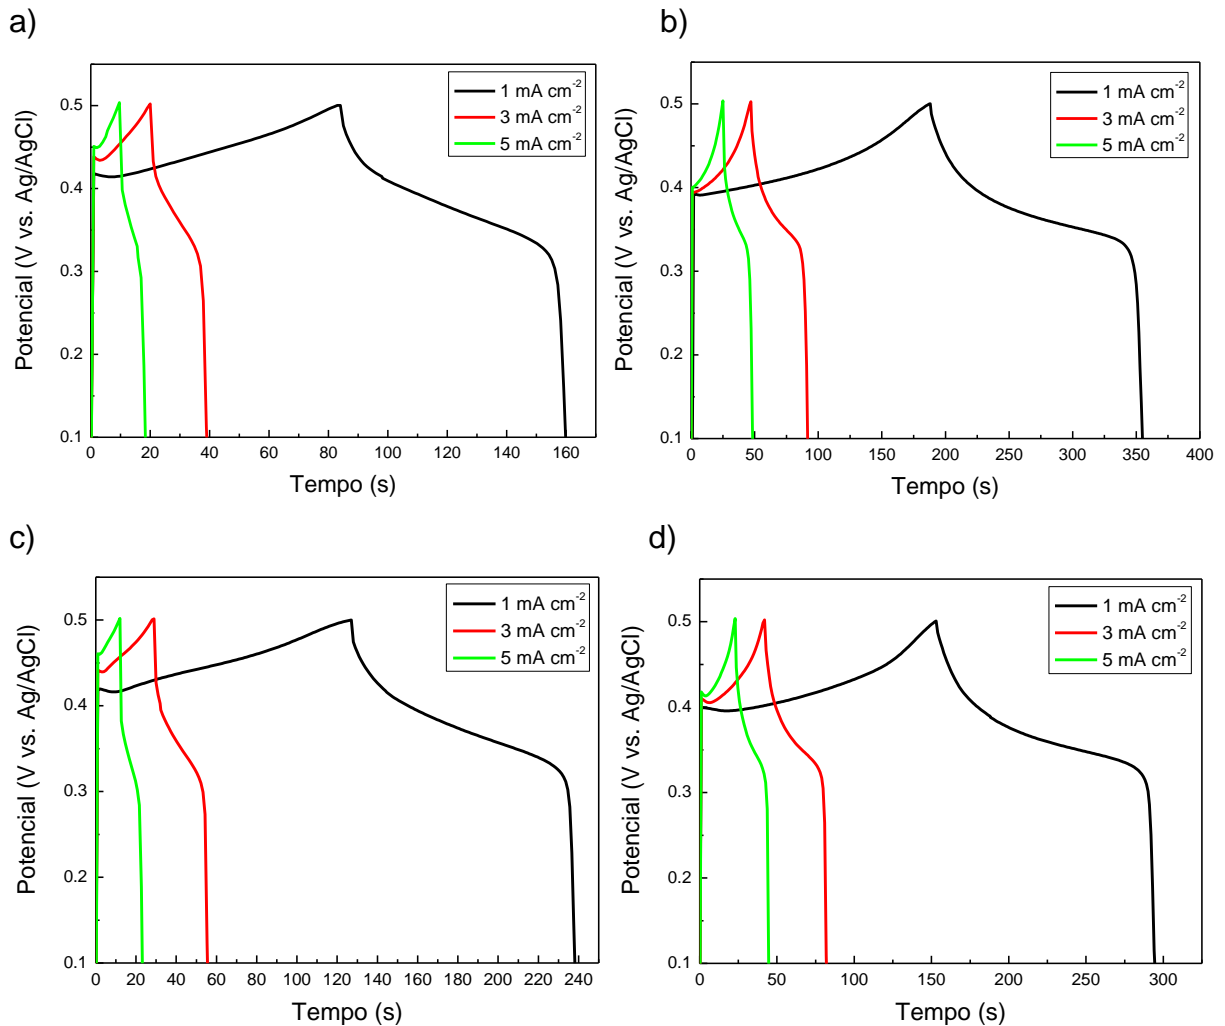 a)
1 mA cm-2
3 mA cm-2
5 mA cm-2
0.5
0.4
0.3
0.2
0.1
Potencial (V vs. Ag/AgCl)
0 20 40 60 80 100 120 140 160
Tempo (s)
b)
1 mA cm-2
3 mA cm-2
5 mA cm-2
0.5
0.4
0.3
0.2
0.1
Potencial (V vs. Ag/AgCl)
0 50 100 150 200 250 300 350 400
Tempo (s)
c)
1 mA cm-2
3 mA cm-2
5 mA cm-2
0.5
0.4
0.3
0.2
0.1
Potencial (V vs. Ag/AgCl)
0 20 40 60 80 100 120 140 160 180 200 220 240
Tempo (s)
d)
1 mA cm-2
3 mA cm-2
5 mA cm-2
0.5
0.4
0.3
0.2
0.1
Potencial (V vs. Ag/AgCl)
0 50 100 150 200 250 300
Tempo (s)